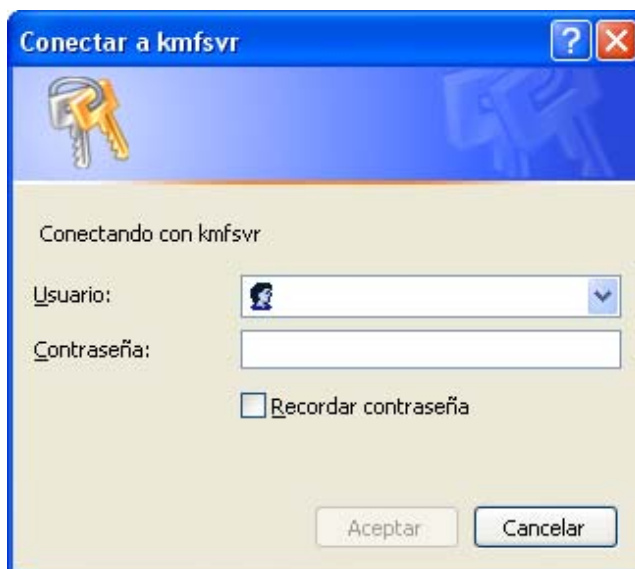 Conectar a kmfsvr
Conectando con kmfsvr
Usuario:
Contraseña:
Recordar contraseña
Aceptar
Cancelar